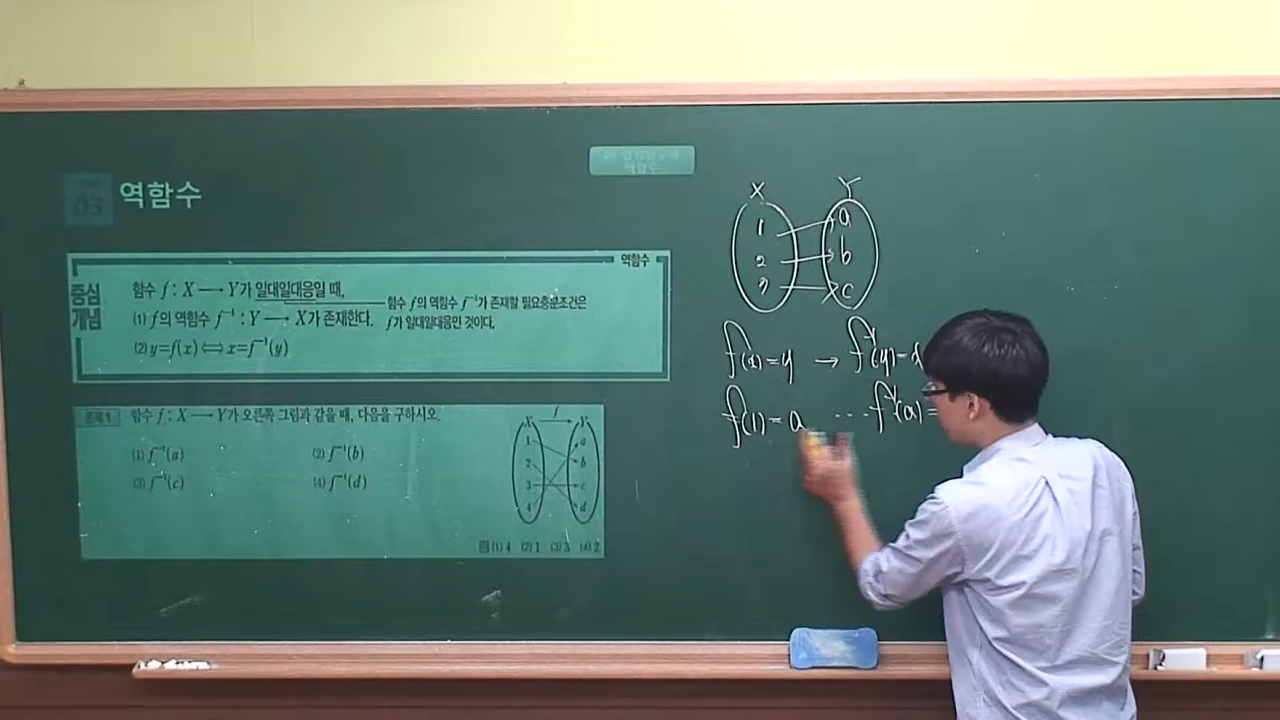 역함수
03 역함수
역함수
중심 개념
함수 f : X → Y가 일대일대응일 때,
(1) f의 역함수 f⁻¹ : Y → X가 존재한다.
(2) y=f(x) ⇔ x=f⁻¹(y)
함수 f의 역함수 f⁻¹가 존재할 필요충분조건은
f가 일대일대응인 것이다.
문제 1 함수 f : X → Y가 오른쪽 그림과 같을 때, 다음을 구하시오.
(1) f⁻¹(a) (2) f⁻¹(b)
(3) f⁻¹(c) (4) f⁻¹(d)
f
X Y
1 a
2 b
3 c
4 d
답 (1) 4 (2) 1 (3) 3 (4) 2
X Y
1 a
2 b
3 c
f(x)=y → f⁻¹(y)=x
f(1)=a ⋯ f⁻¹(a)=